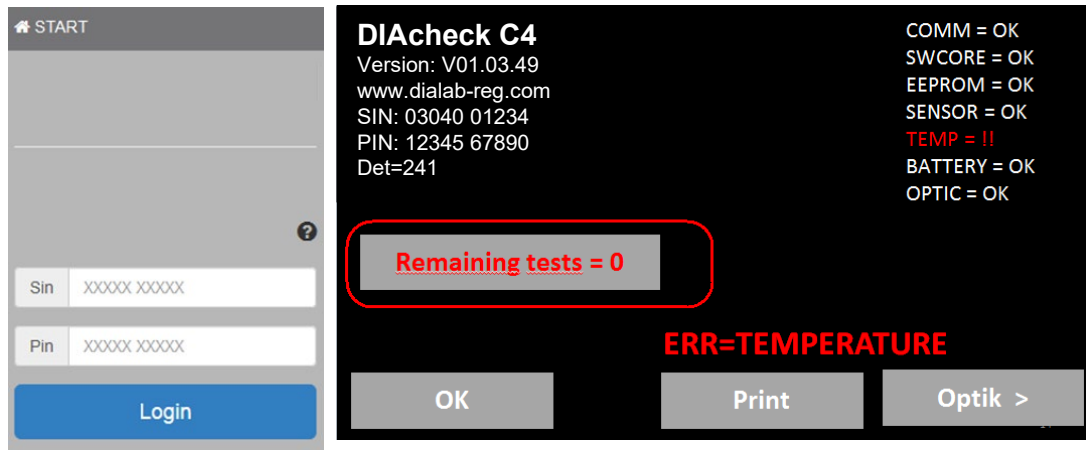 START
Sin XXXXX XXXXX
Pin XXXXX XXXXX
Login
DIAcheck C4
Version: V01.03.49
www.dialab-reg.com
SIN: 03040 01234
PIN: 12345 67890
Det=241
COMM = OK
SWCORE = OK
EEPROM = OK
SENSOR = OK
TEMP = !!
BATTERY = OK
OPTIC = OK
Remaining tests = 0
ERR=TEMPERATURE
OK
Print
Optik >